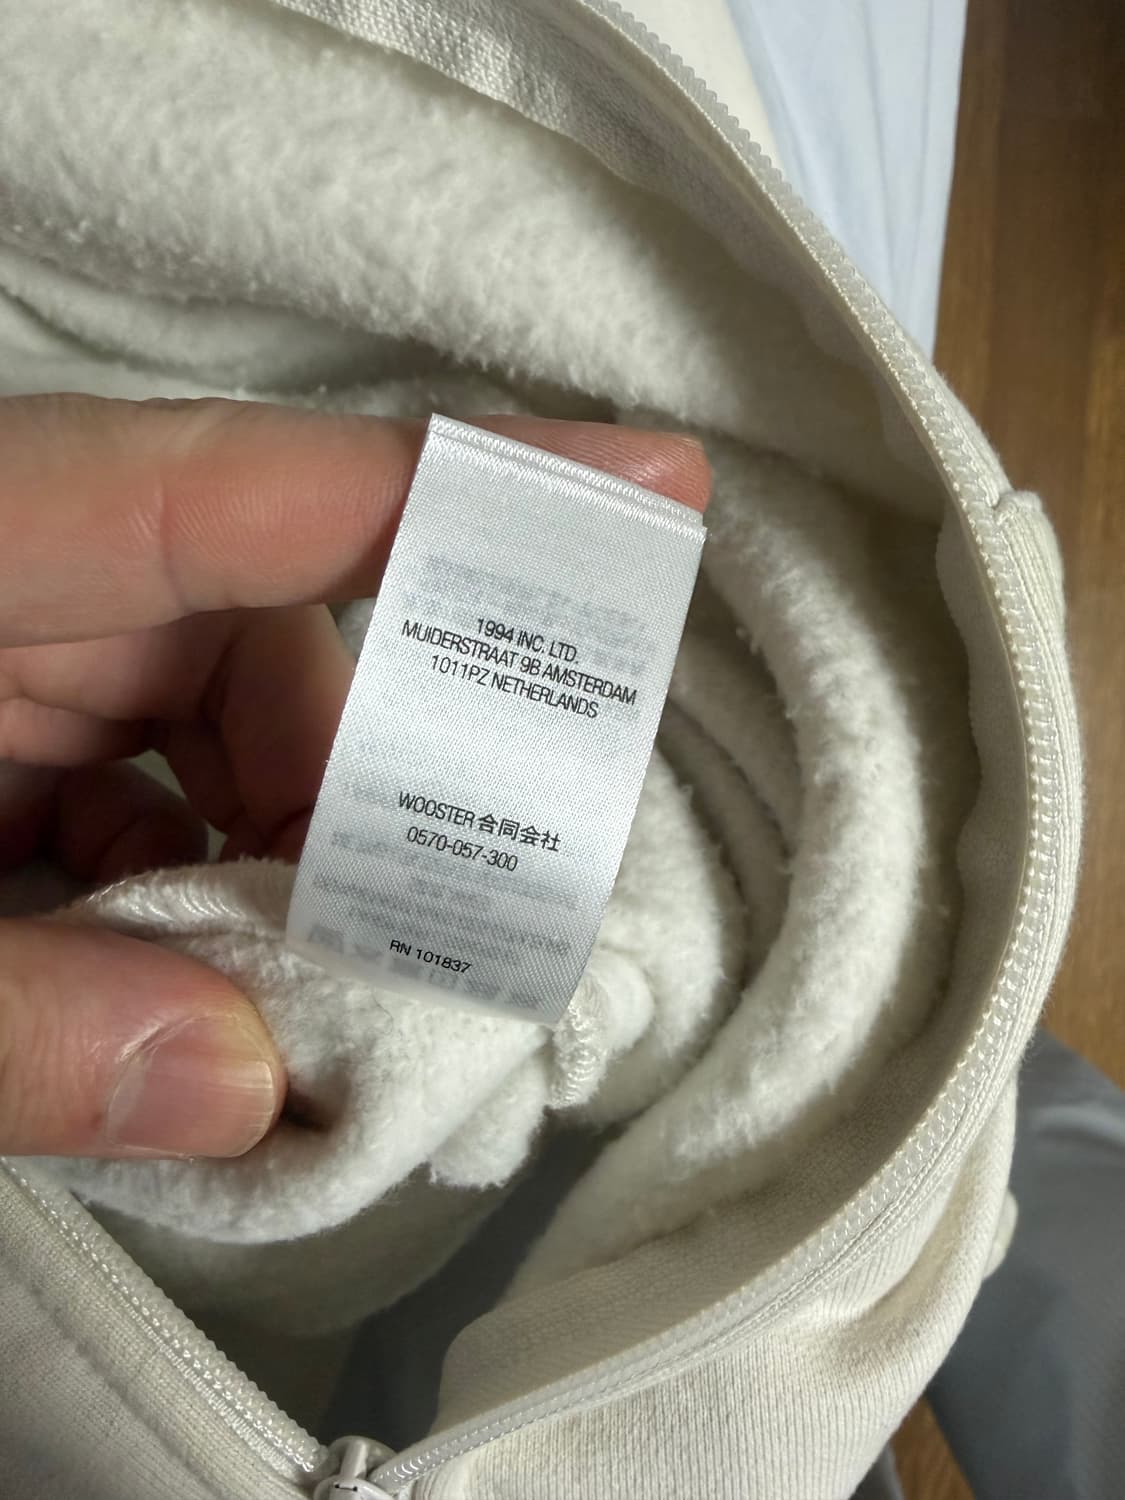 1994 INC. LTD.
MUIDERSTRAAT 9B AMSTERDAM
1011PZ NETHERLANDS
WOOSTER合同会社
0570-057-300
RN 101837